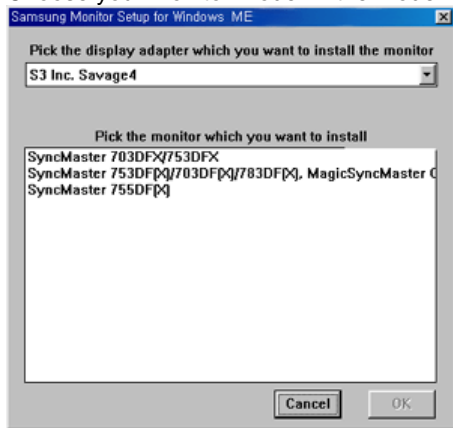 Samsung Monitor Setup for Windows ME
Pick the display adapter which you want to install the monitor
S3 Inc. Savage4
Pick the monitor which you want to install
SyncMaster 703DFX/753DFX
SyncMaster 753DF[X]/703DF[X]/783DF[X], MagicSyncMaster
SyncMaster 755DF[X]
Cancel
OK